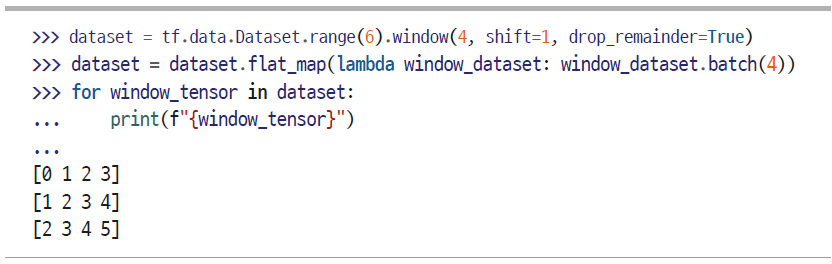 >>> dataset = tf.data.Dataset.range(6).window(4, shift=1, drop_remainder=True)
>>> dataset = dataset.flat_map(lambda window_dataset: window_dataset.batch(4))
>>> for window_tensor in dataset:
...     print(f"{window_tensor}")
...
[0 1 2 3]
[1 2 3 4]
[2 3 4 5]